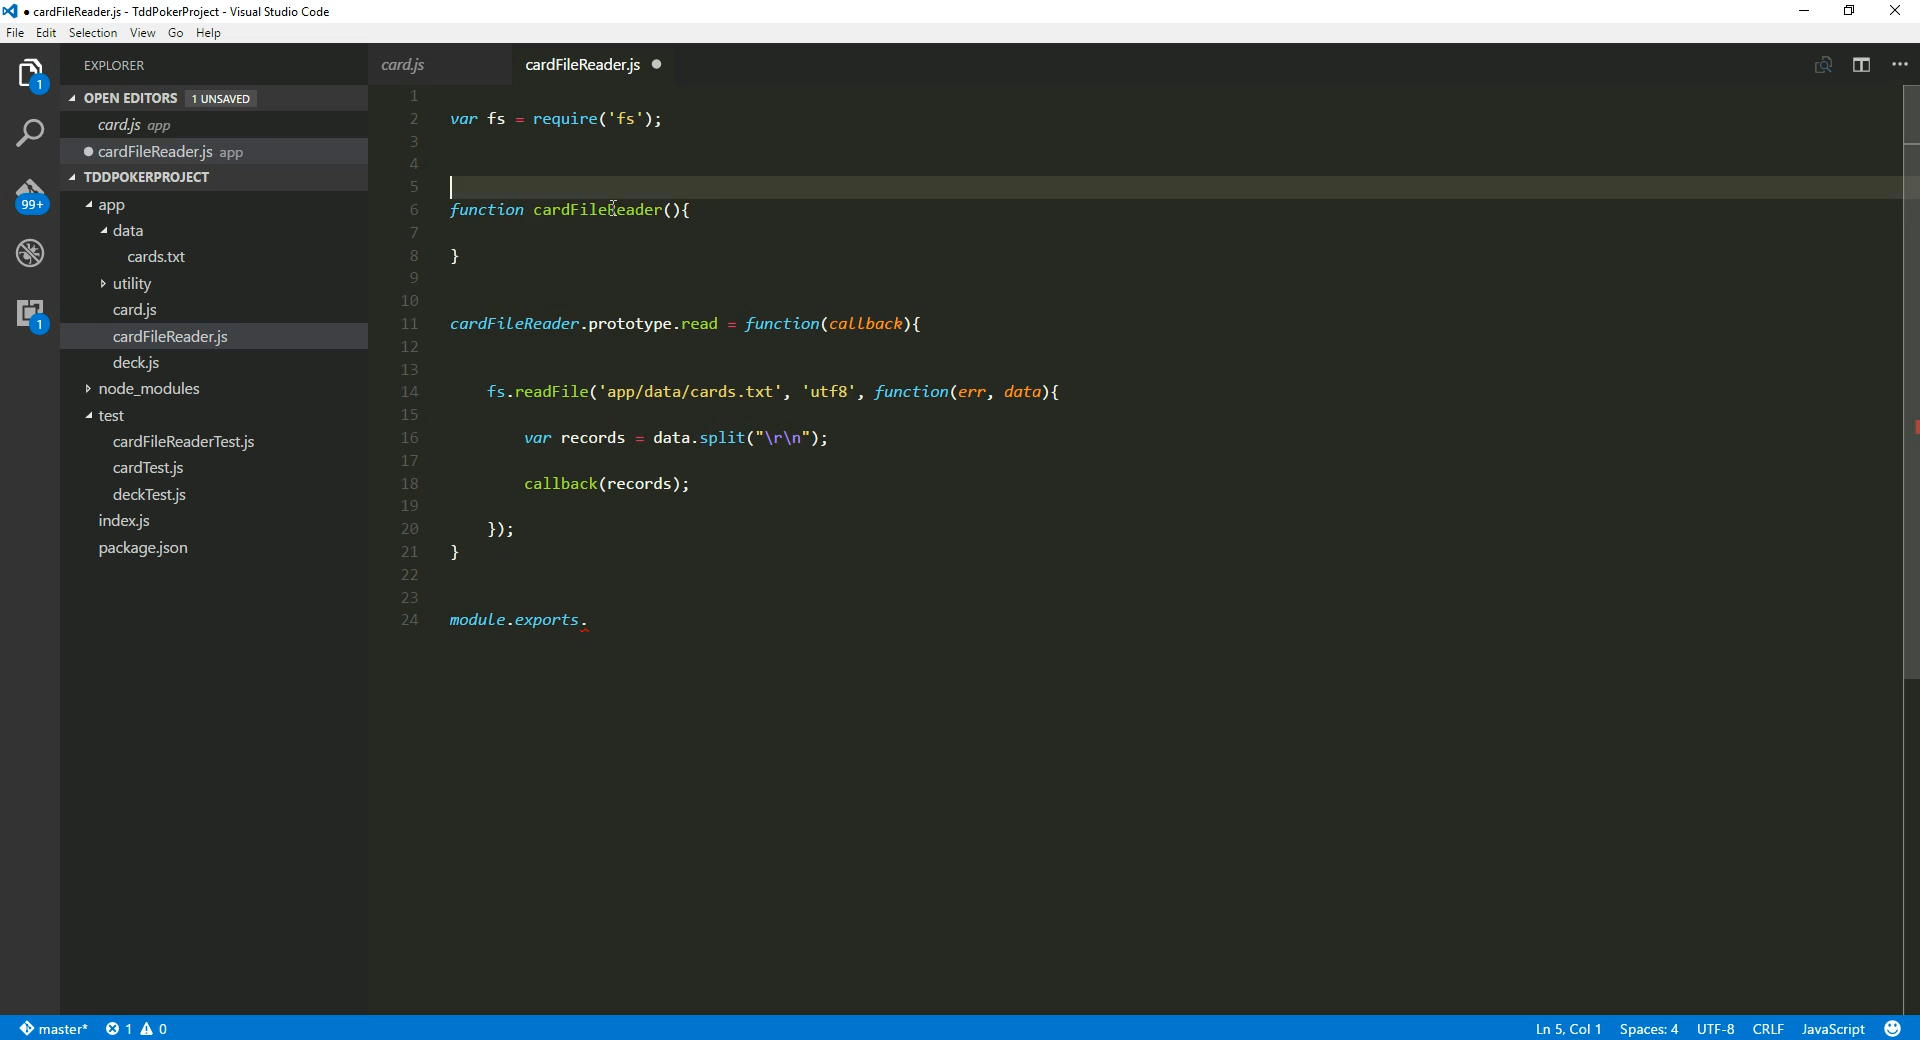 ● cardFileReader.js - TddPokerProject - Visual Studio Code
File Edit Selection View Go Help
EXPLORER
card.js
cardFileReader.js
1
OPEN EDITORS 1 UNSAVED
card.js app
cardFileReader.js app
TDDPOKERPROJECT
99+
app
data
cards.txt
utility
card.js
1
cardFileReader.js
deck.js
node_modules
test
cardFileReaderTest.js
cardTest.js
deckTest.js
index.js
package.json
1
2 var fs = require('fs');
3
4
5
6 function cardFileReader(){
7
8 }
9
10
11 cardFileReader.prototype.read = function(callback){
12
13
14 fs.readFile('app/data/cards.txt', 'utf8', function(err, data){
15
16 var records = data.split("\r\n");
17
18 callback(records);
19
20 });
21 }
22
23
24 module.exports.
master* 1 0
Ln 5, Col 1 Spaces: 4 UTF-8 CRLF JavaScript